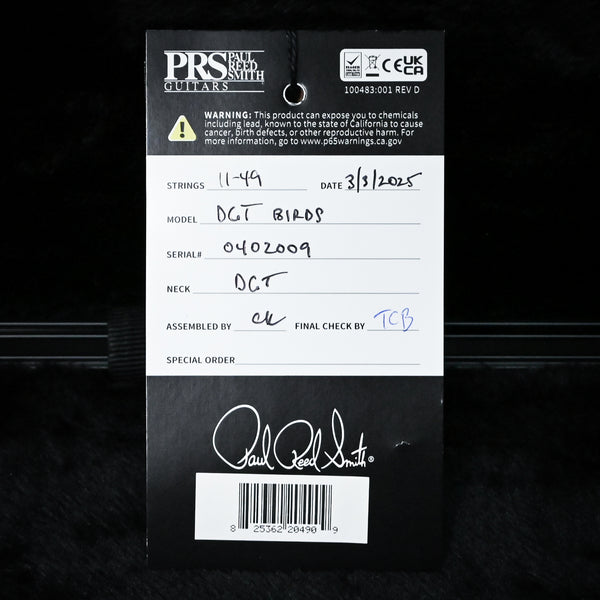 PRS PAUL REED SMITH
GUITARS
CE UKCA
100483:001 REV D
WARNING: This product can expose you to chemicals
including lead, known to the state of California to cause
cancer, birth defects, or other reproductive harm. For
more information, go to www.p65warnings.ca.gov
STRINGS 11-49 DATE 3/3/2025
MODEL DGT BIRDS
SERIAL# 0402009
NECK DGT
ASSEMBLED BY CK FINAL CHECK BY TCB
SPECIAL ORDER
Paul Reed Smith®
8 25362 20490 9